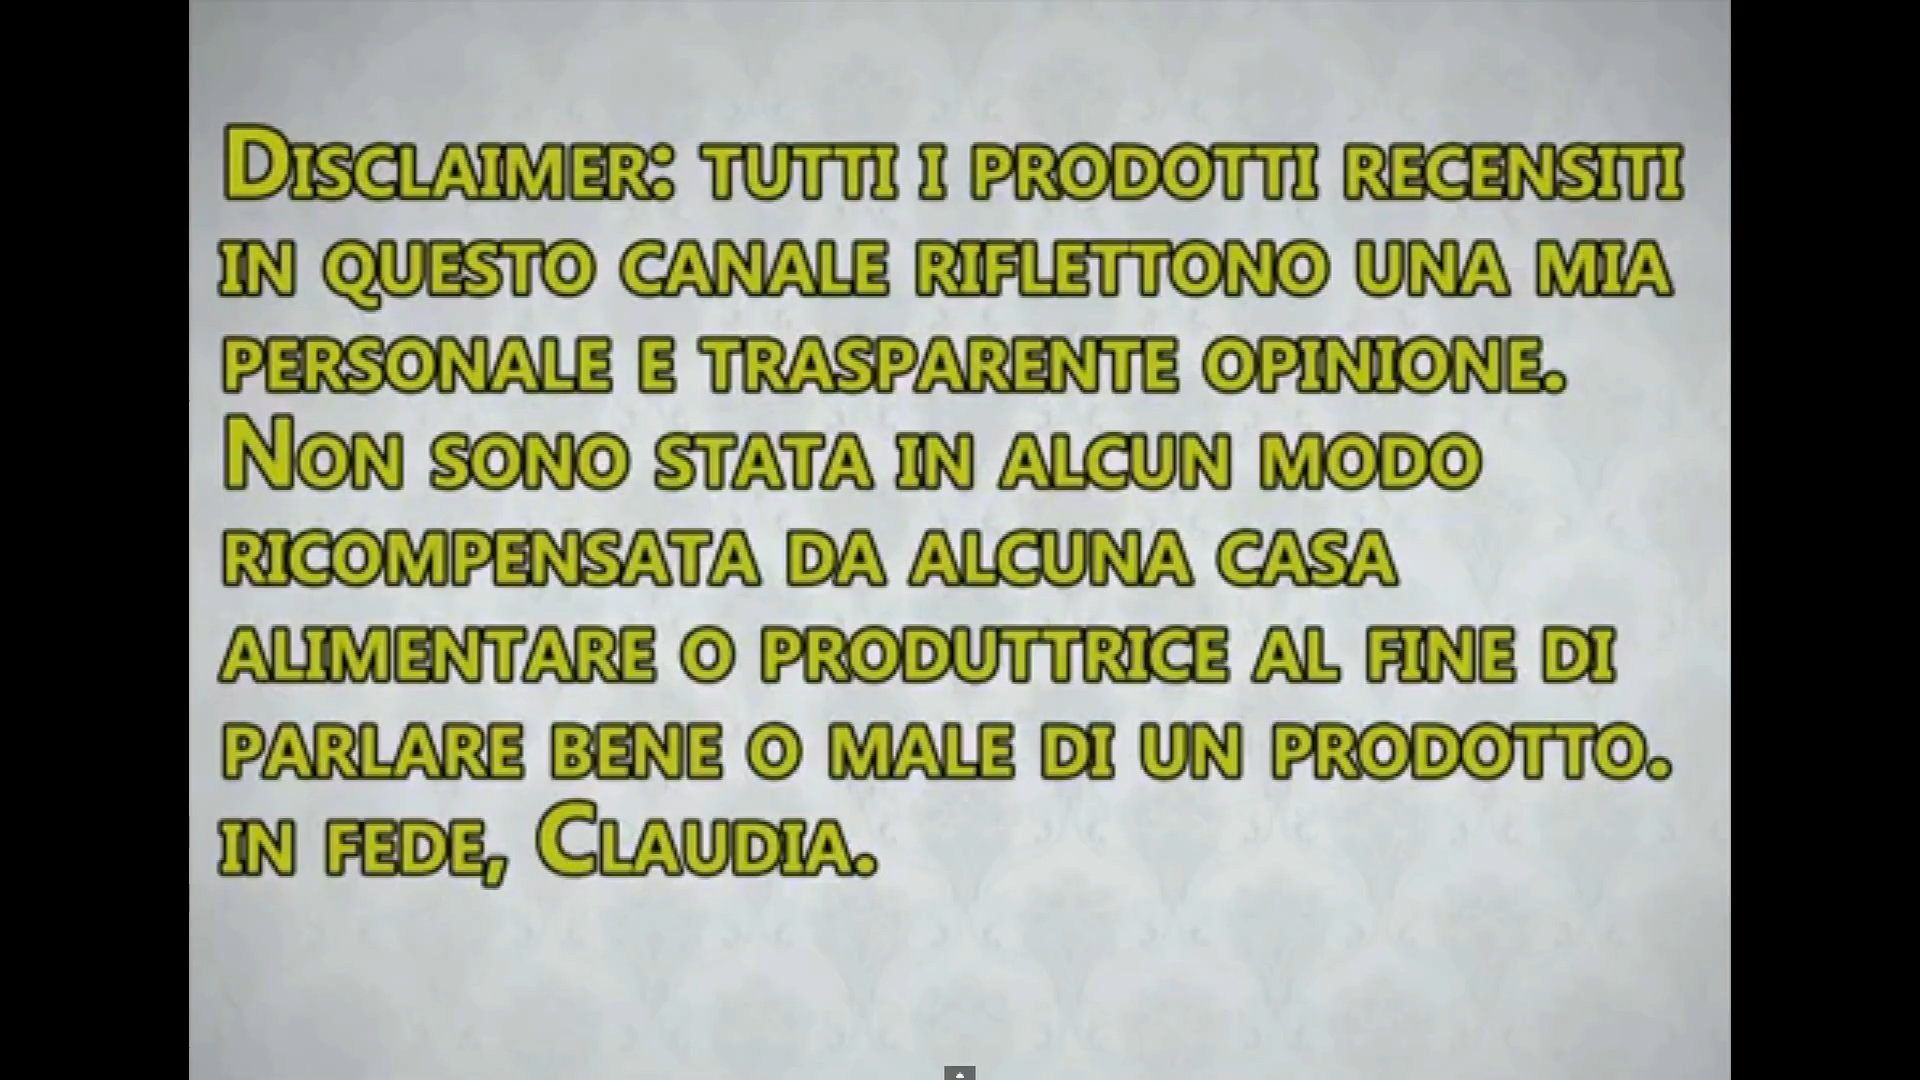 Disclaimer: tutti i prodotti recensiti
in questo canale riflettono una mia
personale e trasparente opinione.
Non sono stata in alcun modo
ricompensata da alcuna casa
alimentare o produttrice al fine di
parlare bene o male di un prodotto.
in fede, Claudia.